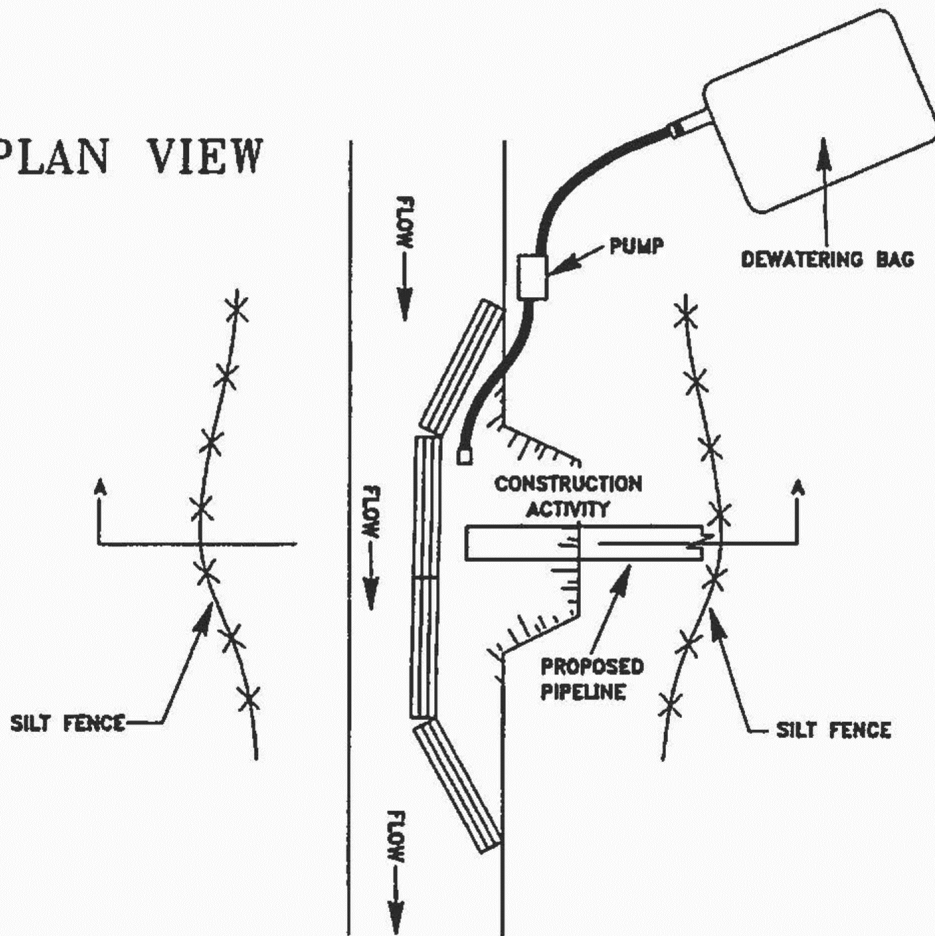 PLAN VIEW
FLOW
PUMP
DEWATERING BAG
A
A
CONSTRUCTION
ACTIVITY
FLOW
PROPOSED
PIPELINE
SILT FENCE
SILT FENCE
FLOW